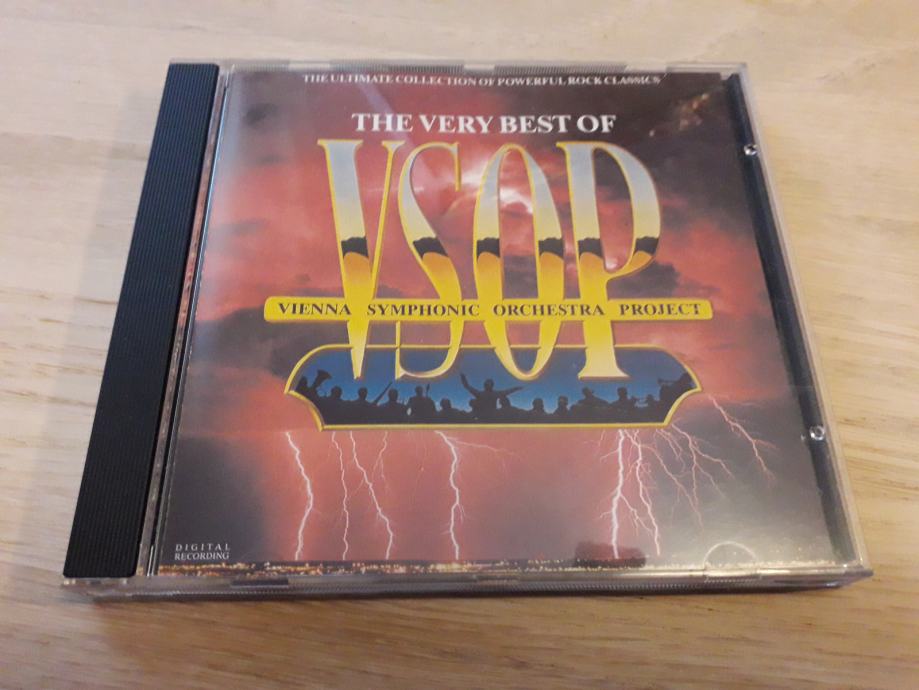 THE ULTIMATE COLLECTION OF POWERFUL ROCK CLASSICS
THE VERY BEST OF
VSOP
VIENNA SYMPHONIC ORCHESTRA PROJECT
DIGITAL
RECORDING